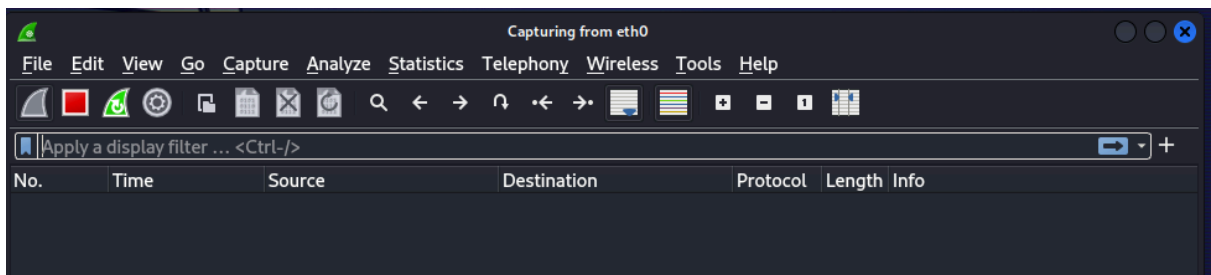 Capturing from eth0
File Edit View Go Capture Analyze Statistics Telephony Wireless Tools Help
Apply a display filter ... <Ctrl-/>
No. Time Source Destination Protocol Length Info